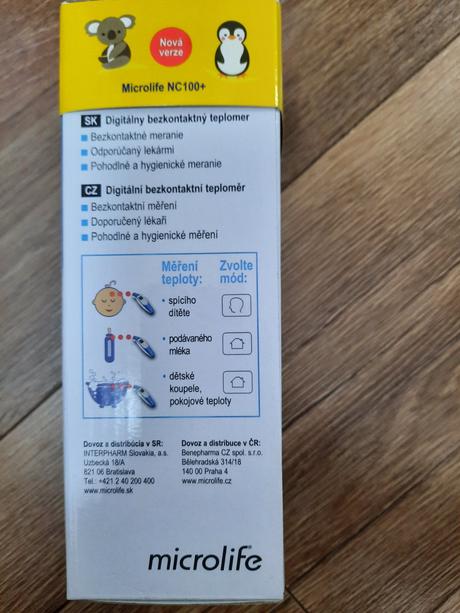 Nová
verze
Microlife NC100+
SK Digitálny bezkontaktný teplomer
Bezkontaktné meranie
Odporúčaný lekármi
Pohodlné a hygienické meranie
CZ Digitální bezkontaktní teploměr
Bezkontaktní měření
Doporučený lékaři
Pohodlné a hygienické měření
Měření teploty:
Zvolte mód:
• spícího
dítěte
• podávaného
mléka
• dětské
koupele,
pokojové teploty
Dovoz a distribúcia v SR:
INTERPHARM Slovakia, a.s.
Uzbecká 18/A
821 06 Bratislava
Tel.: +421 2 40 200 400
www.microlife.sk
Dovoz a distribuce v ČR:
Benepharma CZ spol. s.r.o.
Bělehradská 314/18
140 00 Praha 4
www.microlife.cz
microlife®